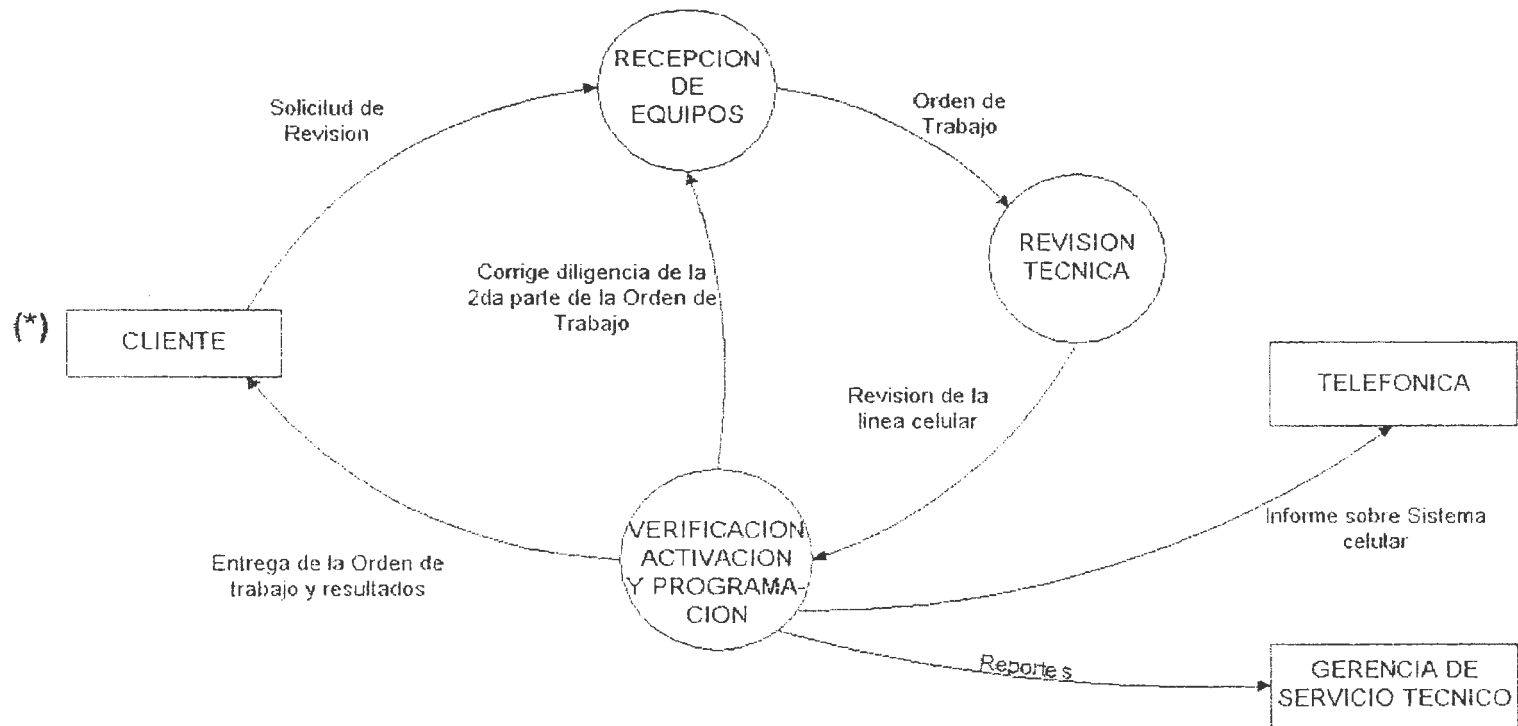 RECEPCION
DE
EQUIPOS
Solicitud de
Revision
Orden de
Trabajo
REVISION
TECNICA
Corrige diligencia de la
2da parte de la Orden de
Trabajo
(*)
CLIENTE
TELEFONICA
Revision de la
linea celular
Informe sobre Sistema
celular
VERIFICACION
ACTIVACION
Y PROGRAMA-
CION
Entrega de la Orden de
trabajo y resultados
Reportes
GERENCIA DE
SERVICIO TECNICO